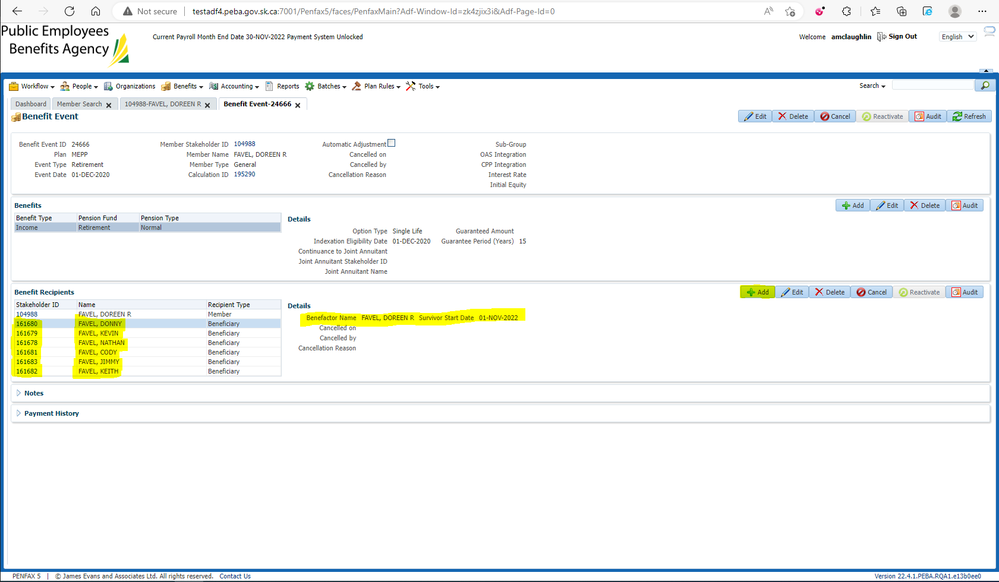 Not secure | testadf4.peba.gov.sk.ca:7001/Penfax5/faces/PenfaxMain?Adf-Window-Id=zk4zjix3i&Adf-Page-Id=0
Public Employees
Benefits Agency
Current Payroll Month End Date 30-NOV-2022 Payment System Unlocked
Welcome amclaughlin Sign Out English
Workflow People Organizations Benefits Accounting Reports Batches Plan Rules Tools Search
Dashboard Member Search 104988-FAVEL, DOREEN R Benefit Event-24666
Benefit Event Edit Delete Cancel Reactivate Audit Refresh
Benefit Event ID 24666 Member Stakeholder ID 104988 Automatic Adjustment Sub-Group
Plan MEPP Member Name FAVEL, DOREEN R Cancelled on OAS Integration
Event Type Retirement Member Type General Cancelled by CPP Integration
Event Date 01-DEC-2020 Calculation ID 195290 Cancellation Reason Interest Rate
Initial Equity
Benefits Add Edit Delete Audit
Benefit Type Pension Fund Pension Type
Income Retirement Normal
Details
Option Type Single Life Guaranteed Amount
Indexation Eligibility Date 01-DEC-2020 Guarantee Period (Years) 15
Continuance to Joint Annuitant
Joint Annuitant Stakeholder ID
Joint Annuitant Name
Benefit Recipients Add Edit Delete Cancel Reactivate Audit
Stakeholder ID Name Recipient Type
104988 FAVEL, DOREEN R Member
161680 FAVEL, DONNY Beneficiary
161679 FAVEL, KEVIN Beneficiary
161678 FAVEL, NATHAN Beneficiary
161681 FAVEL, CODY Beneficiary
161683 FAVEL, JIMMY Beneficiary
161682 FAVEL, KEITH Beneficiary
Details
Benefactor Name FAVEL, DOREEN R Survivor Start Date 01-NOV-2022
Cancelled on
Cancelled by
Cancellation Reason
Notes
Payment History
PENFAX 5 | © James Evans and Associates Ltd. All rights reserved. Contact Us Version 22.4.1.PEBA.RQA1.e13b0ee0